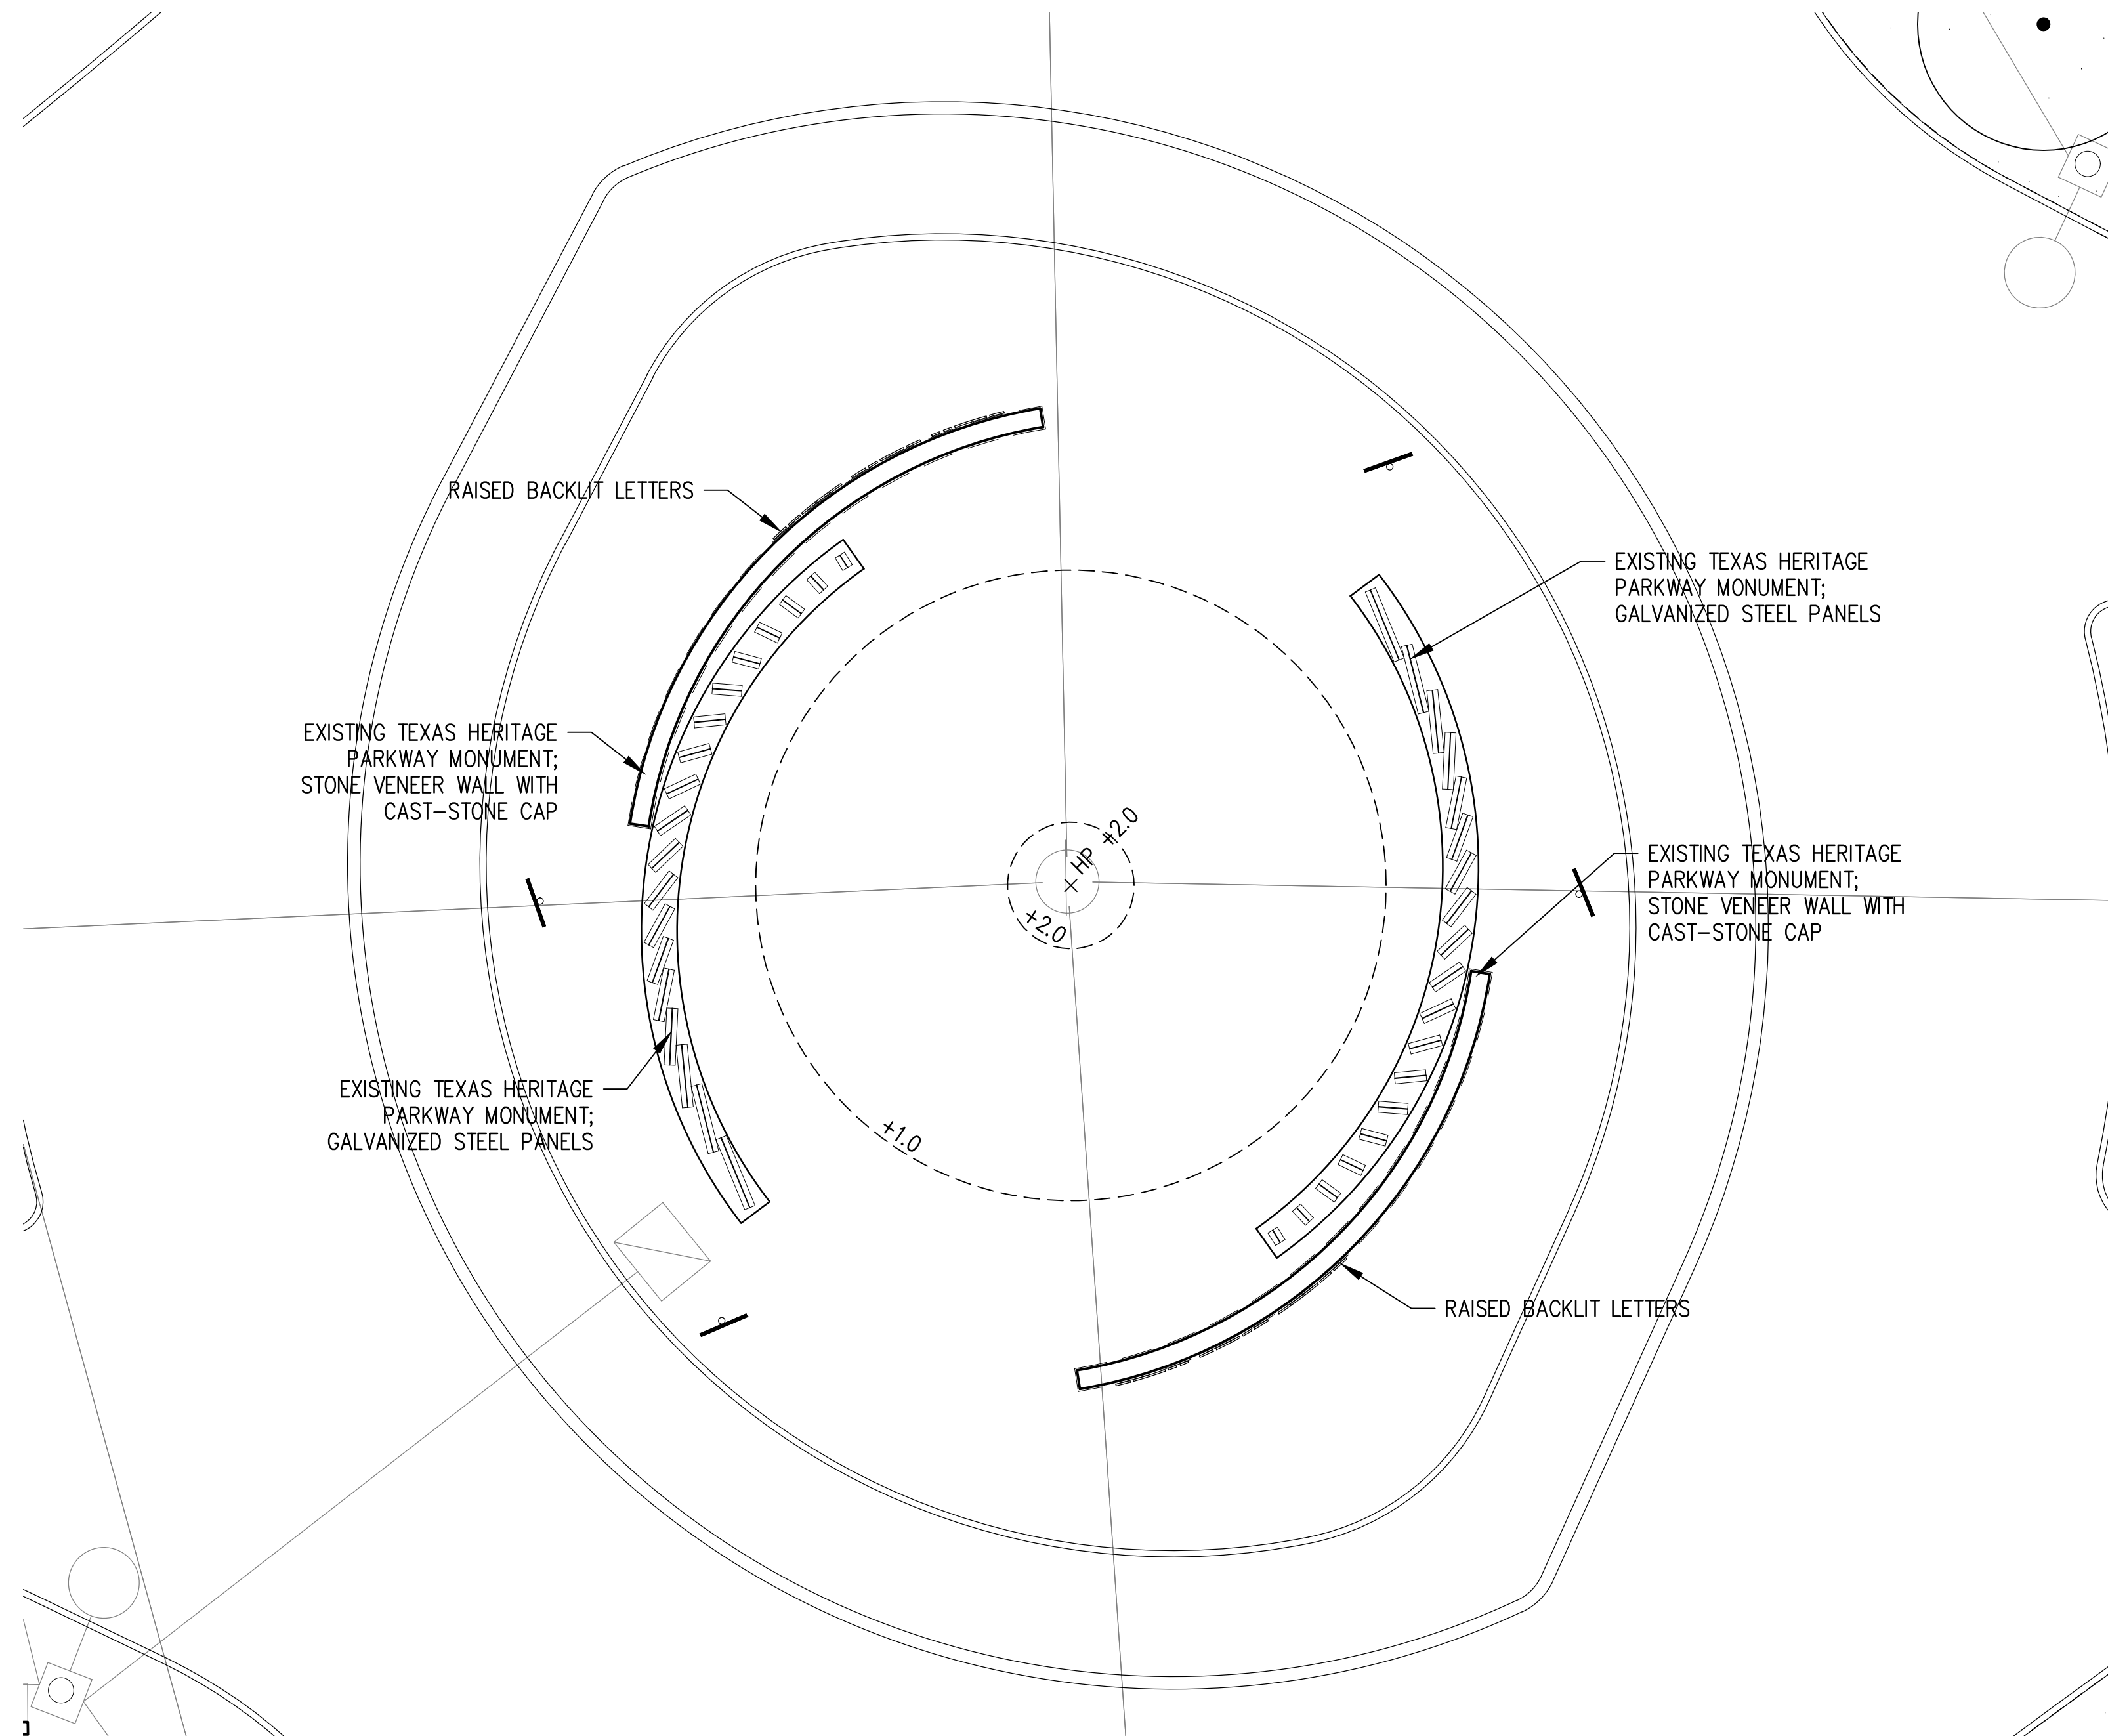 RAISED BACKLIT LETTERS
EXISTING TEXAS HERITAGE
PARKWAY MONUMENT;
GALVANIZED STEEL PANELS
EXISTING TEXAS HERITAGE
PARKWAY MONUMENT;
STONE VENEER WALL WITH
CAST-STONE CAP
HP +2.0
+2.0
EXISTING TEXAS HERITAGE
PARKWAY MONUMENT;
STONE VENEER WALL WITH
CAST-STONE CAP
EXISTING TEXAS HERITAGE
PARKWAY MONUMENT;
GALVANIZED STEEL PANELS
+1.0
RAISED BACKLIT LETTERS